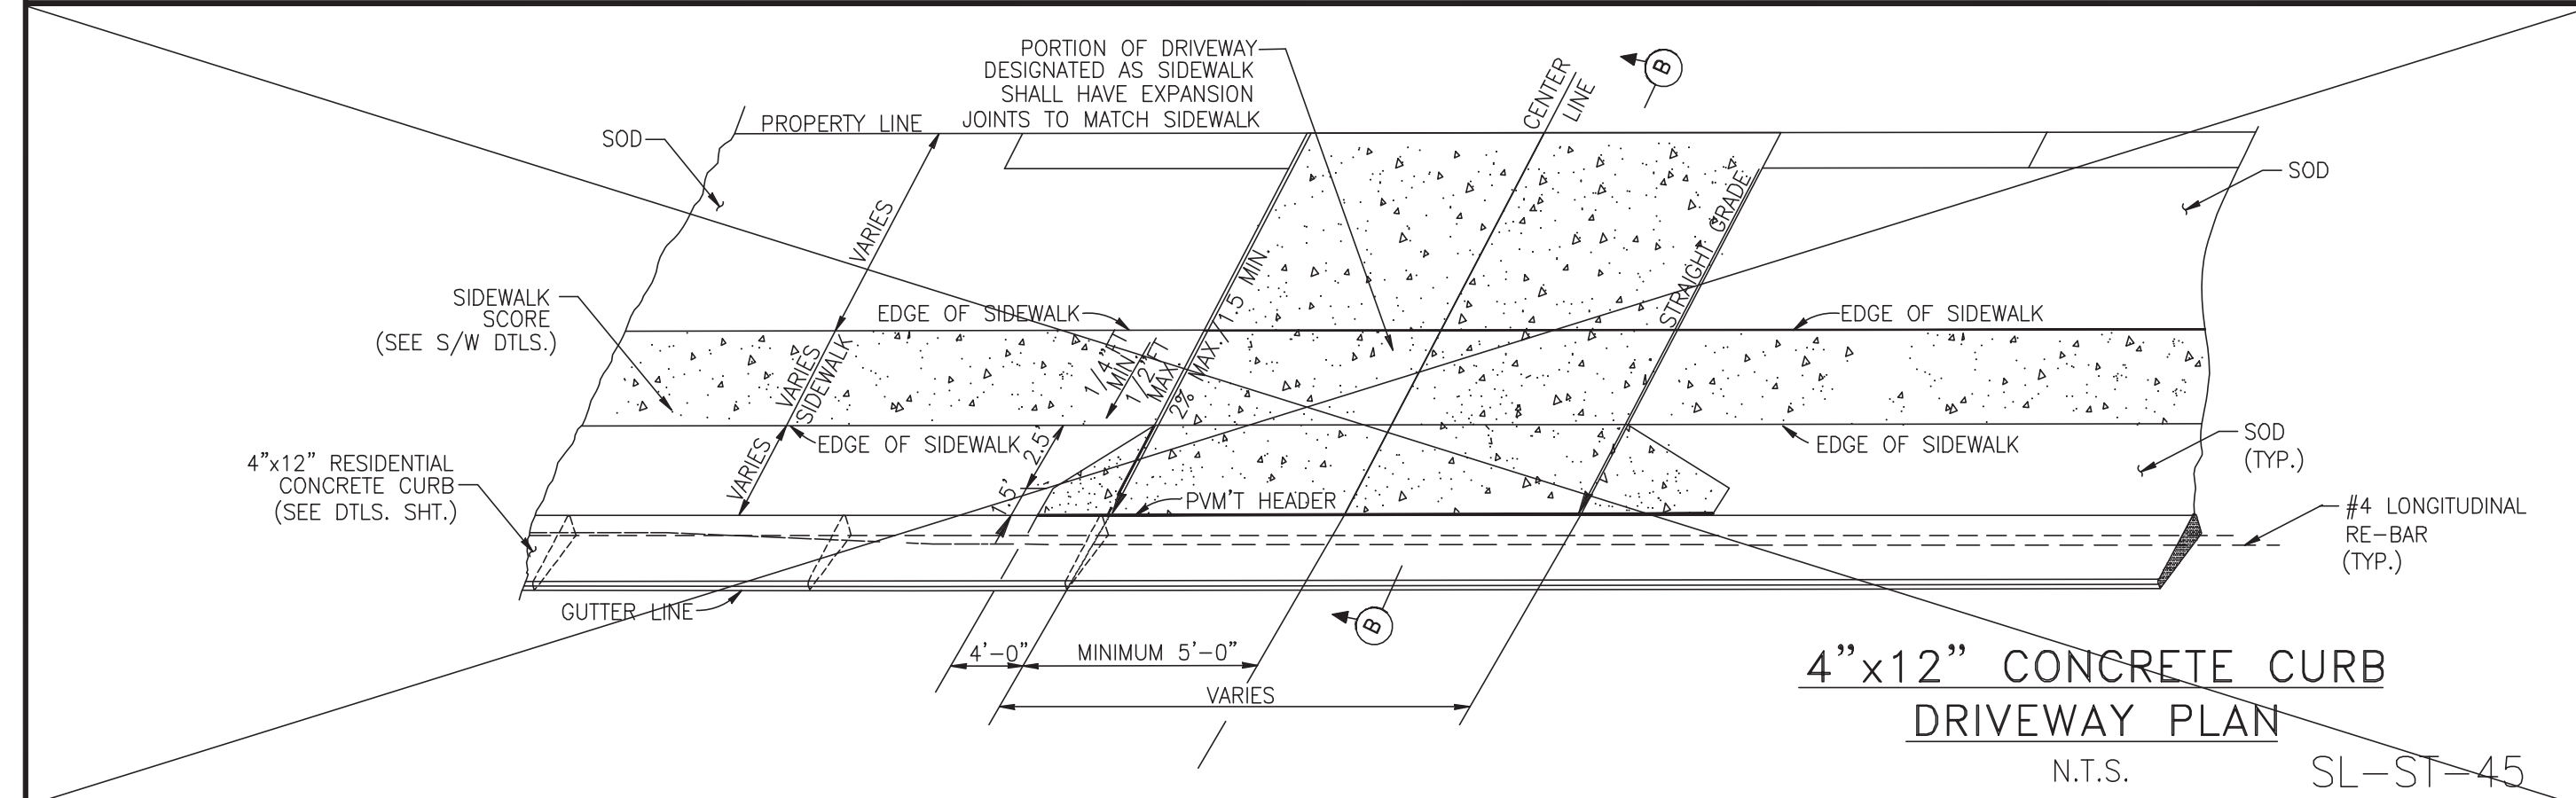 PORTION OF DRIVEWAY
DESIGNATED AS SIDEWALK
SHALL HAVE EXPANSION
JOINTS TO MATCH SIDEWALK
CENTER
LINE
B
SOD
PROPERTY LINE
SOD
VARIES
STRAIGHT GRADE
SIDEWALK
SCORE
(SEE S/W DTLS.)
EDGE OF SIDEWALK
2% MAX./1.5 MIN.
EDGE OF SIDEWALK
VARIES
SIDEWALK
1/4"FT
MIN.
1/2"FT
MAX.
4"x12" RESIDENTIAL
CONCRETE CURB
(SEE DTLS. SHT.)
VARIES
EDGE OF SIDEWALK
2.5'
1.5'
PVM'T HEADER
EDGE OF SIDEWALK
SOD
(TYP.)
#4 LONGITUDINAL
RE-BAR
(TYP.)
GUTTER LINE
B
4'-0"
MINIMUM 5'-0"
VARIES
4"x12" CONCRETE CURB
DRIVEWAY PLAN
N.T.S.
SL-ST-45